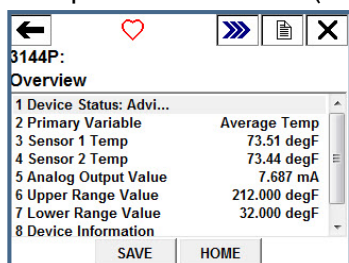 3144P:
Overview
1 Device Status: Advi...
2 Primary Variable Average Temp
3 Sensor 1 Temp 73.51 degF
4 Sensor 2 Temp 73.44 degF
5 Analog Output Value 7.687 mA
6 Upper Range Value 212.000 degF
7 Lower Range Value 32.000 degF
8 Device Information
SAVE HOME